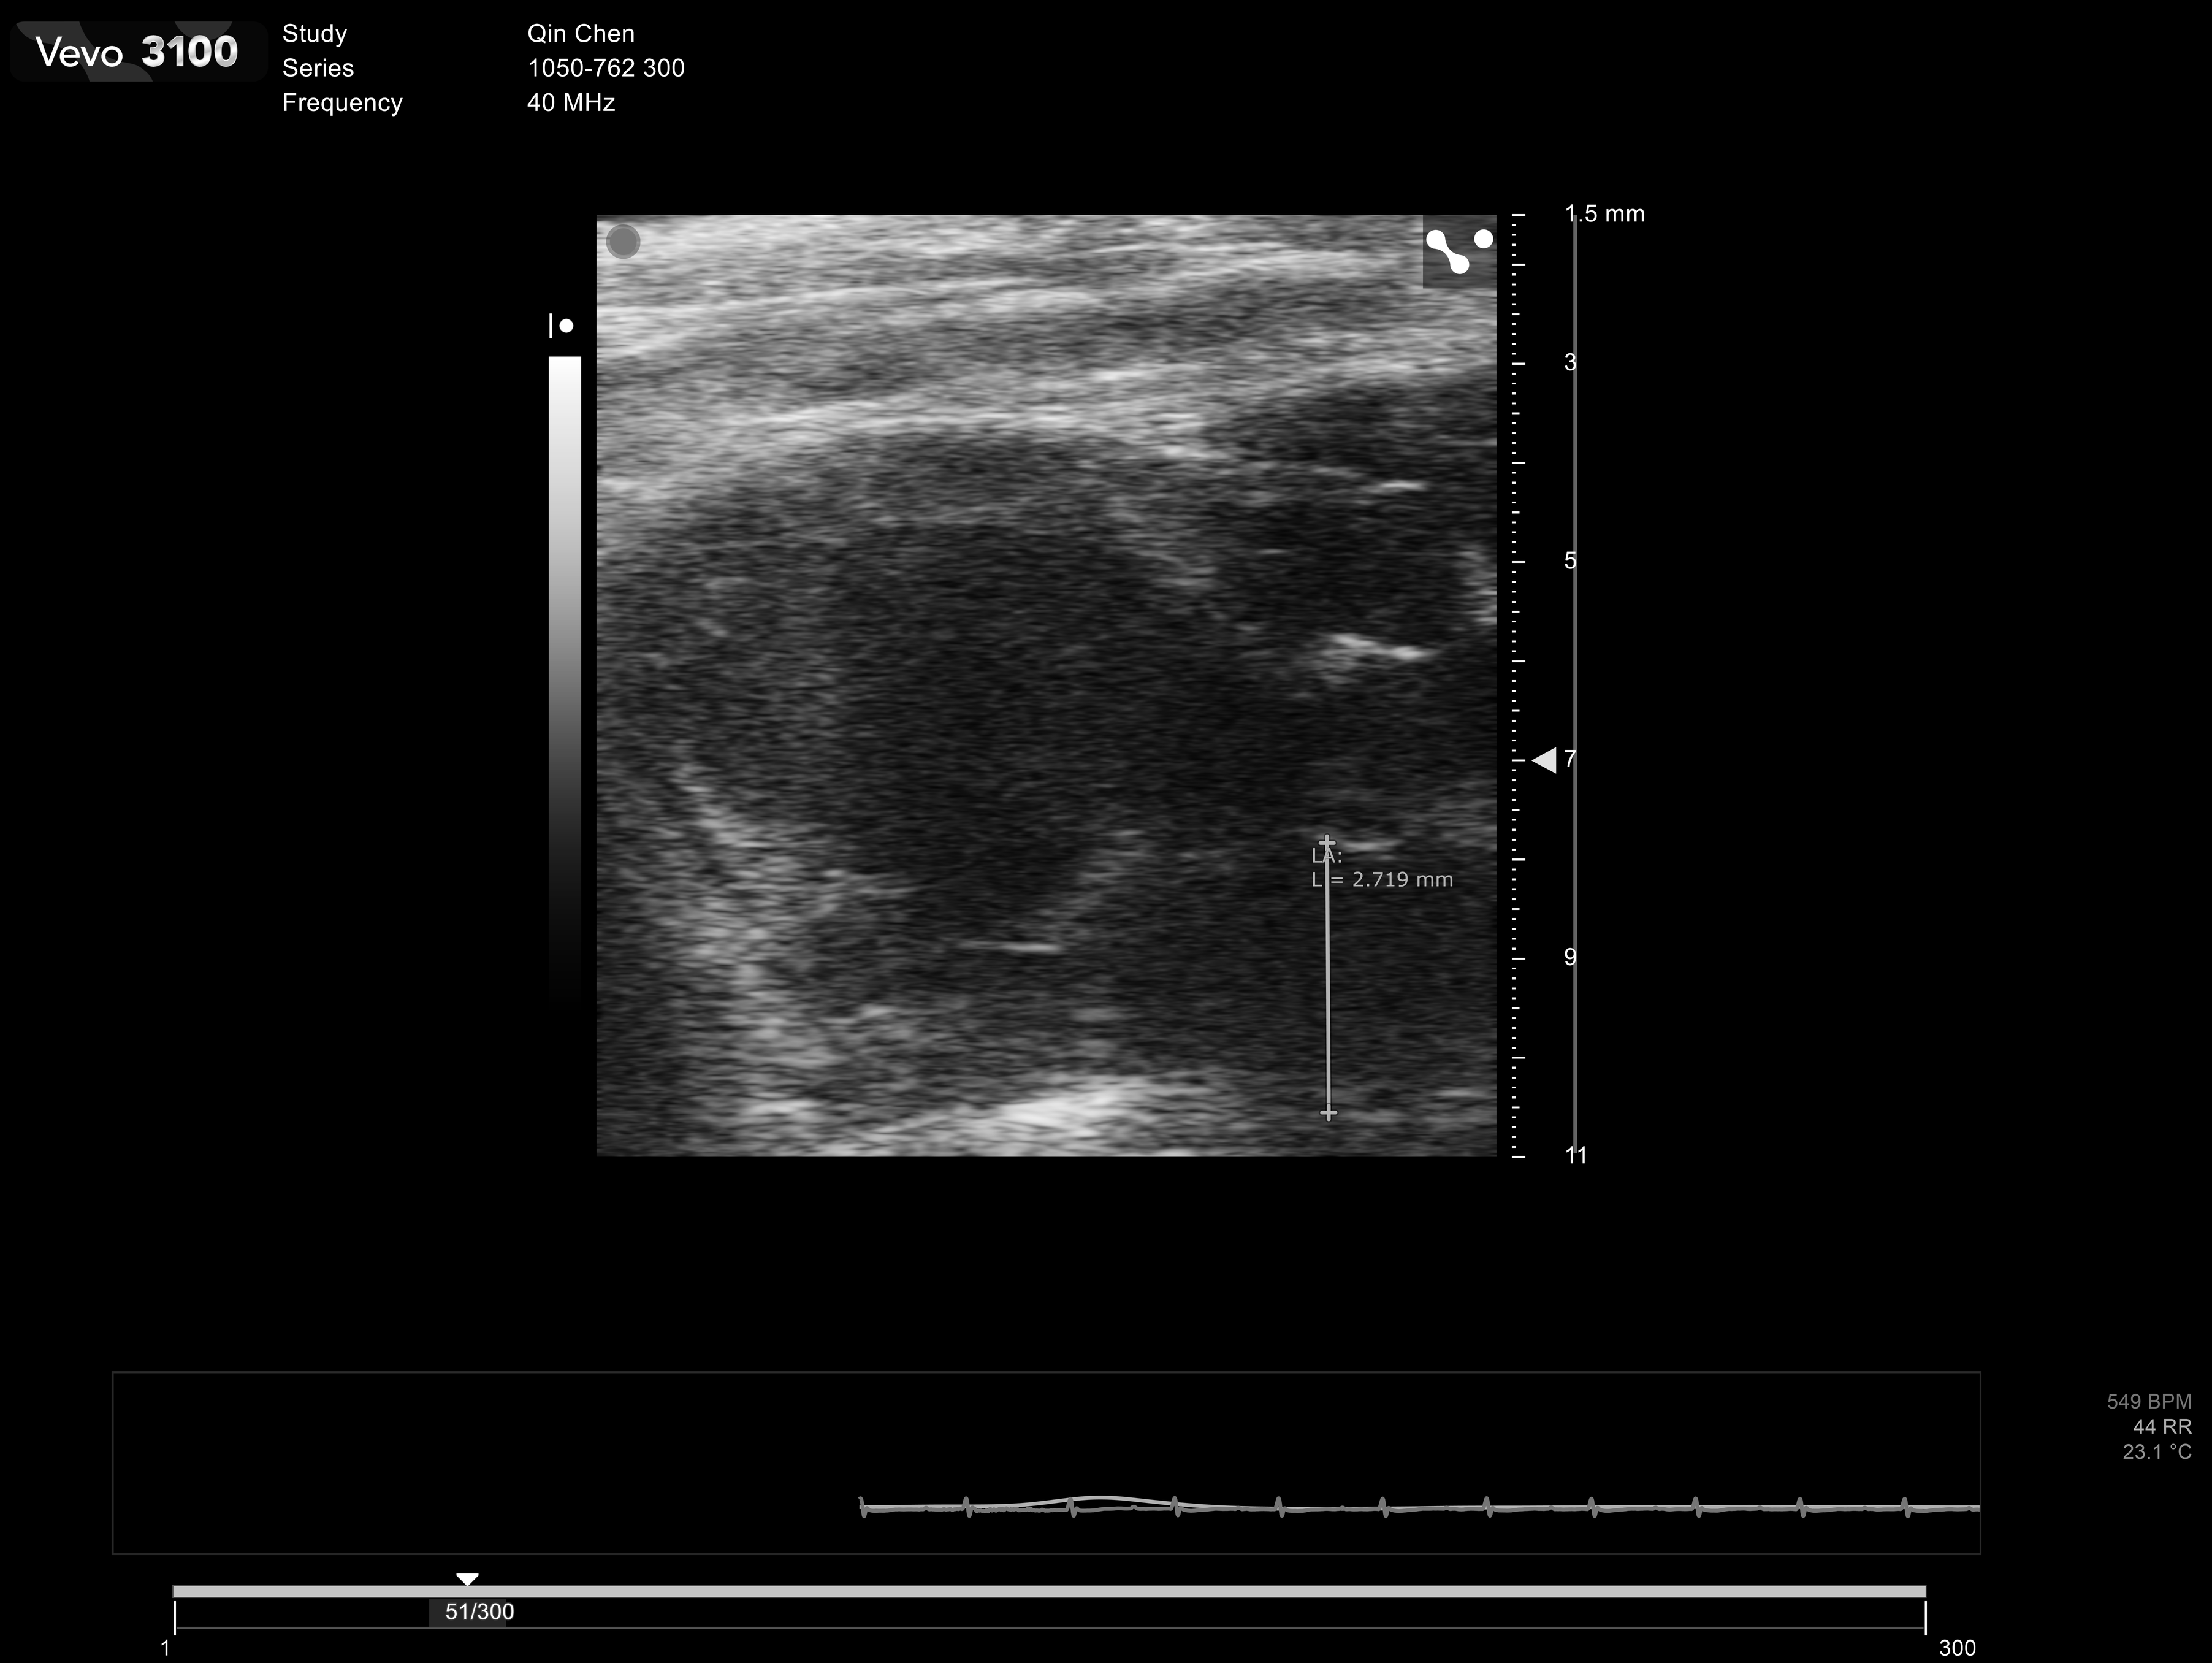 Vevo 3100
Study Qin Chen
Series 1050-762 300
Frequency 40 MHz
1.5 mm
3
5
7
LA:
L = 2.719 mm
9
11
549 BPM
44 RR
23.1 °C
51/300
1
300